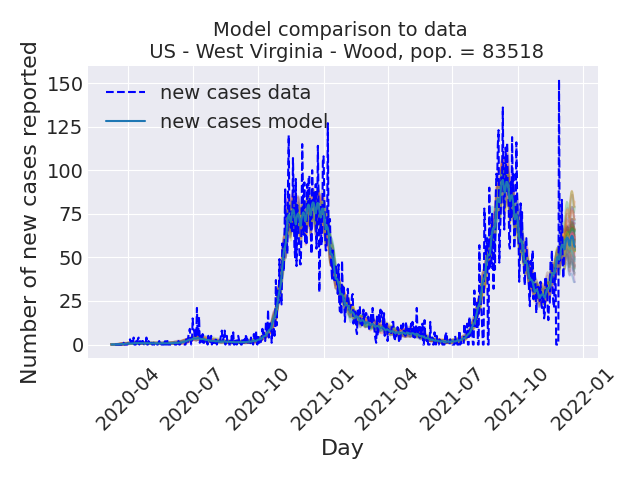 Model comparison to data
US - West Virginia - Wood, pop. = 83518
new cases data
new cases model
Number of new cases reported
150
125
100
75
50
25
0
2020-04
2020-07
2020-10
2021-01
2021-04
2021-07
2021-10
2022-01
Day